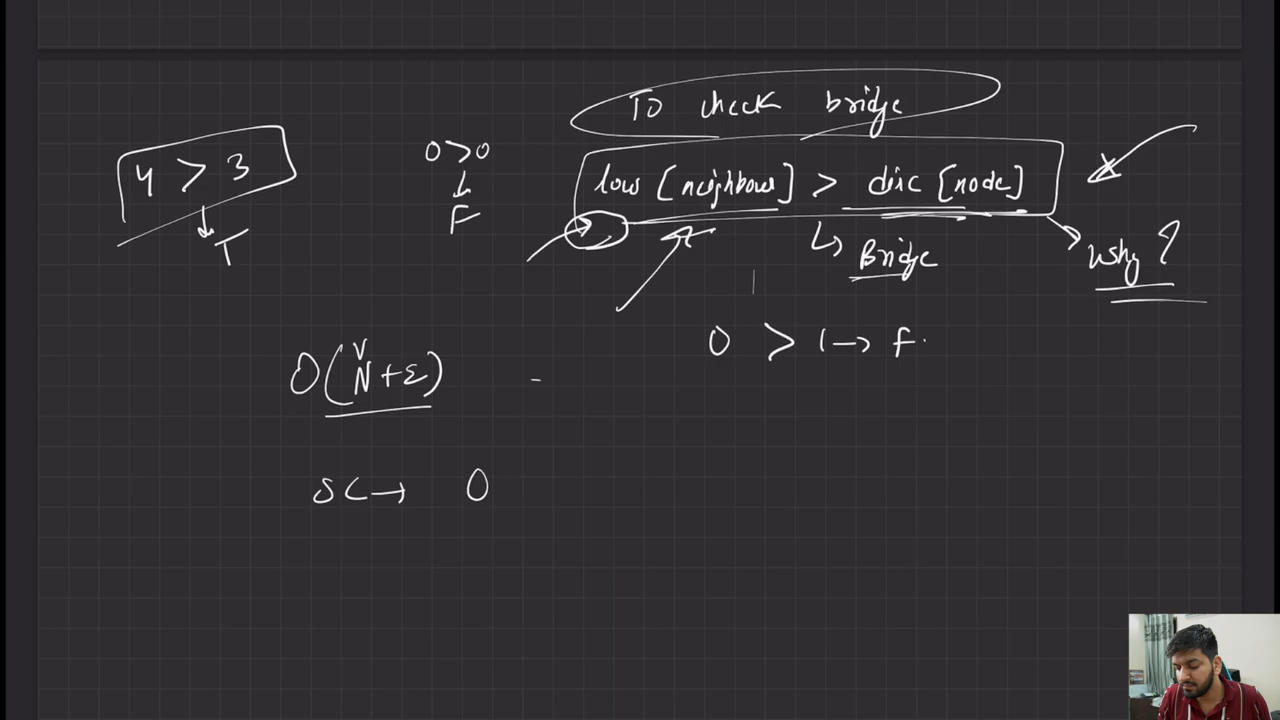 To check bridge
4 > 3
↓
T
0>0
↓
F
low [neighbour] > disc [node]
↳ Bridge
→ why ?
0 > 1 → F.
V
O(N+E)
SC → O